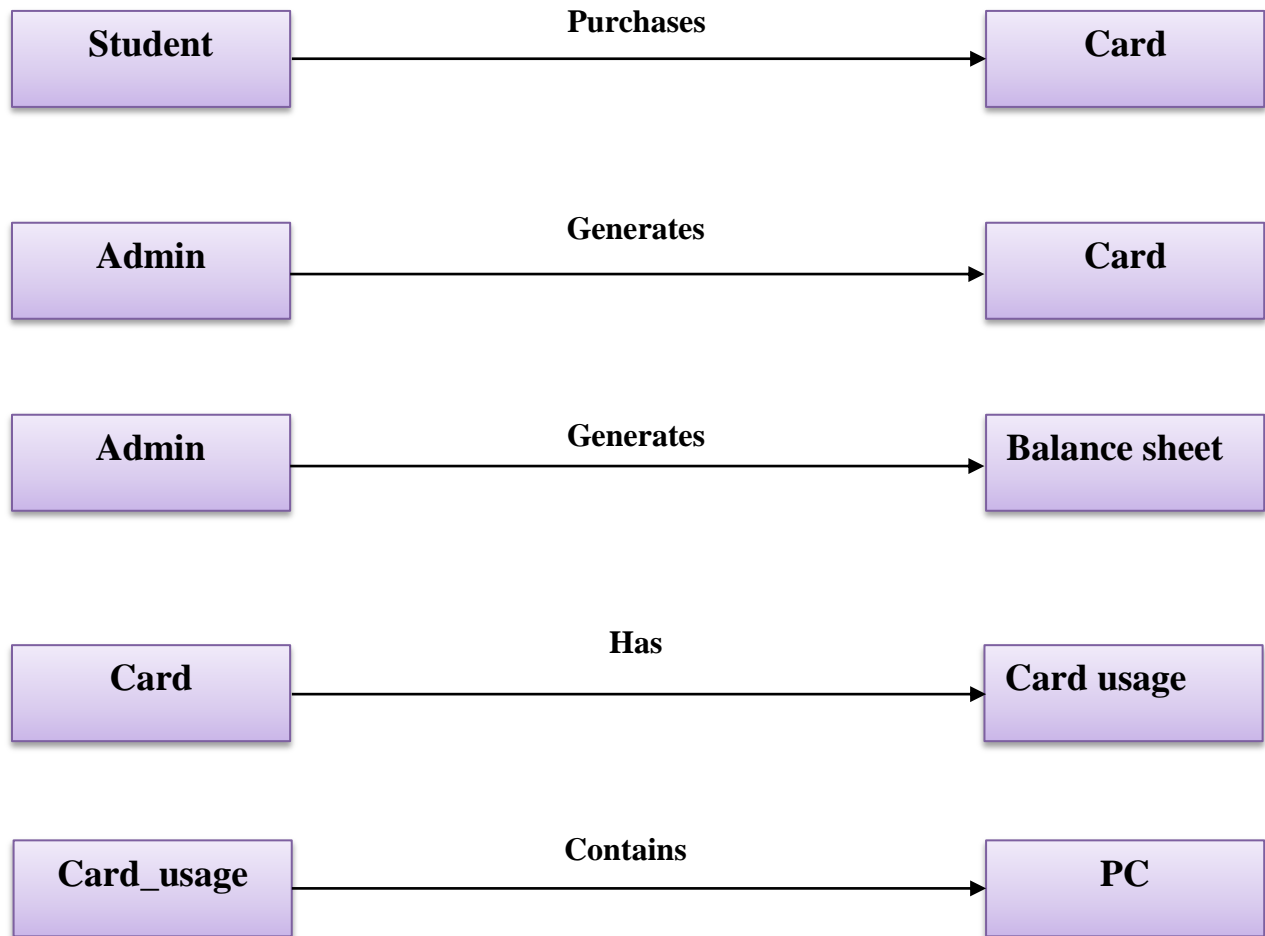 Student Purchases Card
Admin Generates Card
Admin Generates Balance sheet
Card Has Card usage
Card_usage Contains PC